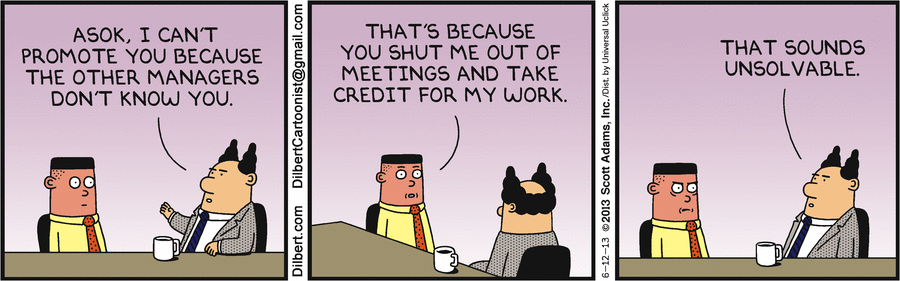 ASOK, I CAN'T
PROMOTE YOU BECAUSE
THE OTHER MANAGERS
DON'T KNOW YOU.
Dilbert.com DilbertCartoonist@gmail.com
THAT'S BECAUSE
YOU SHUT ME OUT OF
MEETINGS AND TAKE
CREDIT FOR MY WORK.
6-12-13 © 2013 Scott Adams, Inc. /Dist. by Universal Uclick
THAT SOUNDS
UNSOLVABLE.